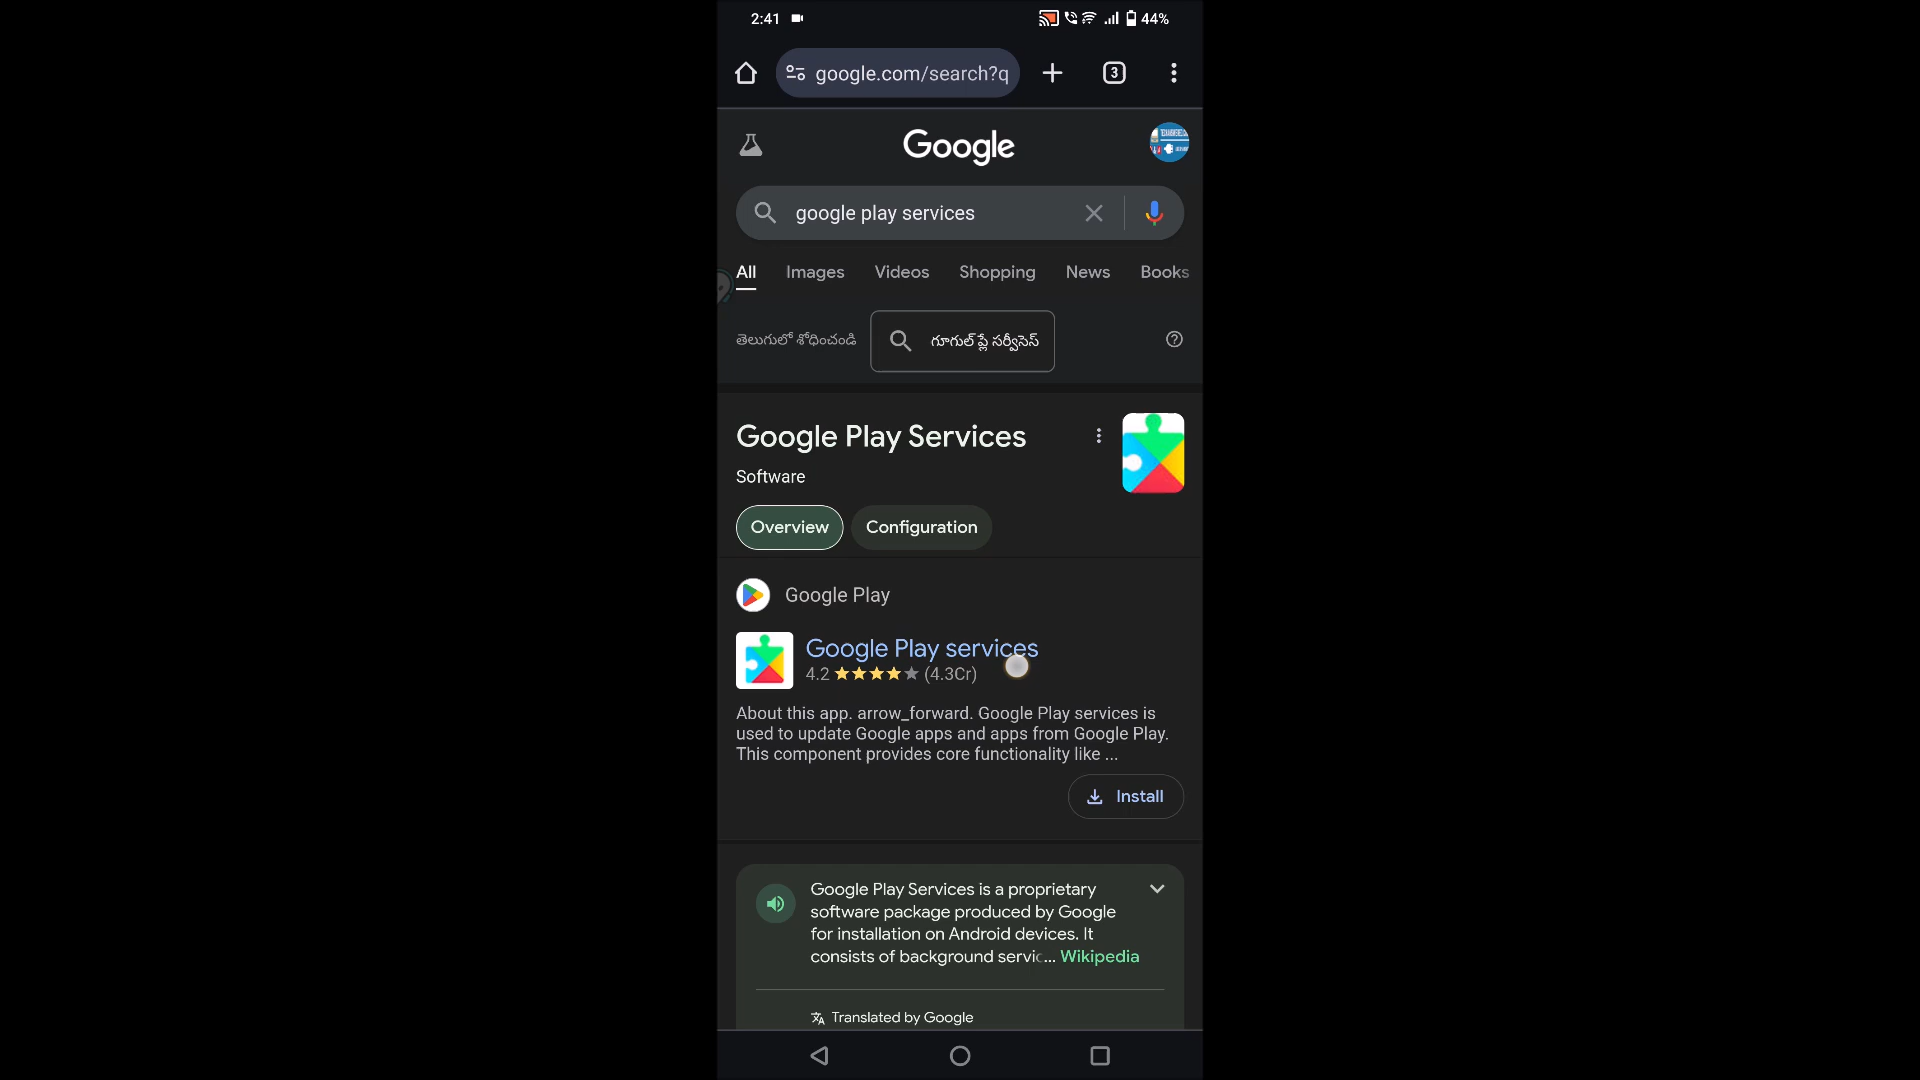 2:41
44%
google.com/search?q
3
Google
google play services
All Images Videos Shopping News Books
తెలుగులో శోధించండి
గూగుల్ ప్లే సర్వీసెస్
Google Play Services
Software
Overview Configuration
Google Play
Google Play services
4.2 ★★★★★ (4.3Cr)
About this app. arrow_forward. Google Play services is
used to update Google apps and apps from Google Play.
This component provides core functionality like ...
Install
Google Play Services is a proprietary
software package produced by Google
for installation on Android devices. It
consists of background servic... Wikipedia
Translated by Google